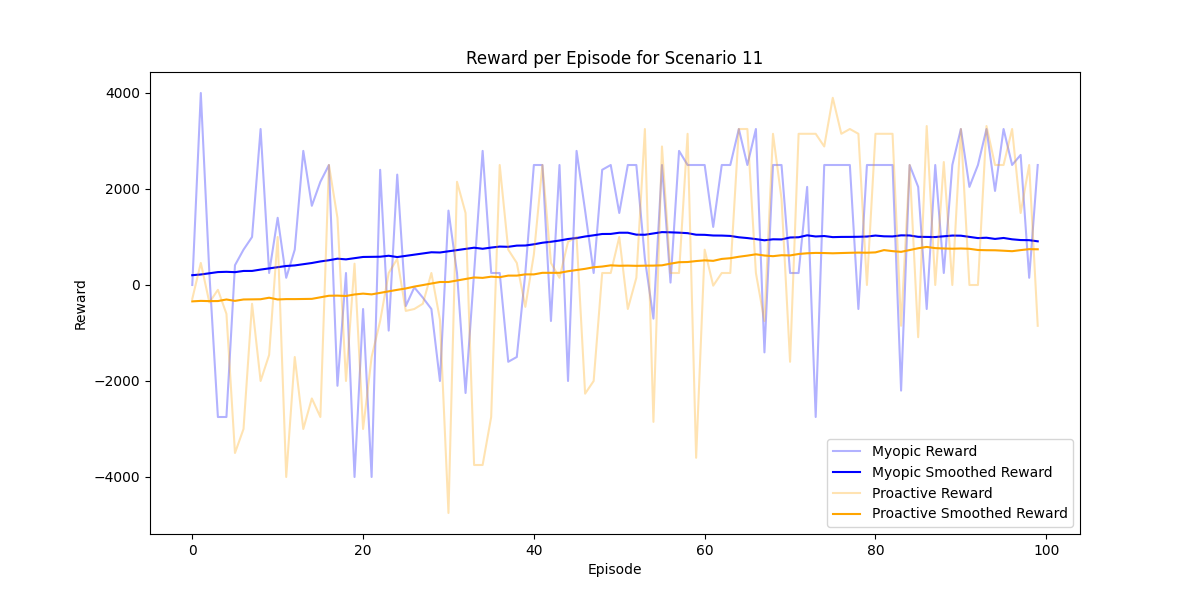 Reward per Episode for Scenario 11
Reward
4000
2000
0
−2000
−4000
0 20 40 60 80 100
Episode
Myopic Reward
Myopic Smoothed Reward
Proactive Reward
Proactive Smoothed Reward